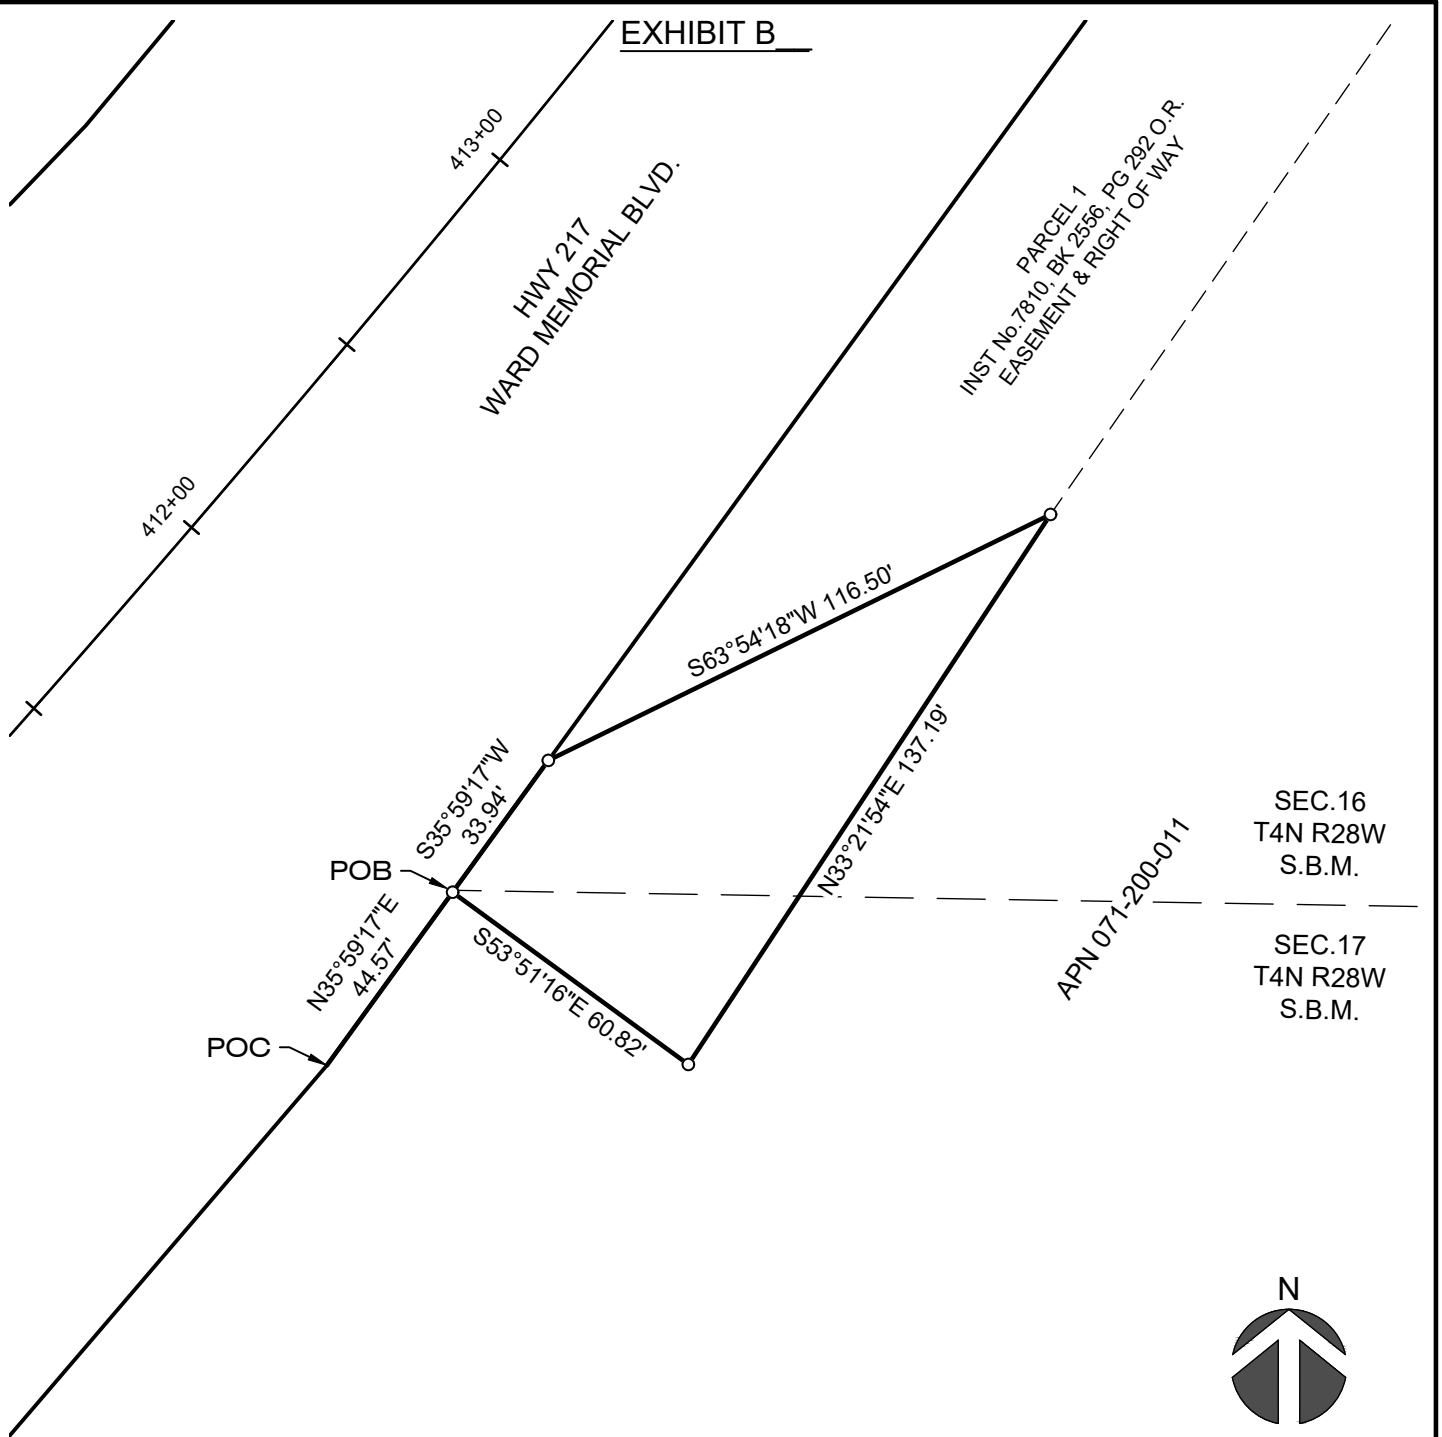 EXHIBIT B__
413+00
HWY 217
WARD MEMORIAL BLVD.
PARCEL 1
INST No.7810, BK 2556, PG 292 O.R.
EASEMENT & RIGHT OF WAY
412+00
S63°54'18"W 116.50'
S35°59'17"W
33.94'
N33°21'54"E 137.19'
SEC.16
T4N R28W
S.B.M.
POB
APN 071-200-011
N35°59'17"E
44.57'
S53°51'16"E 60.82'
SEC.17
T4N R28W
S.B.M.
POC
N